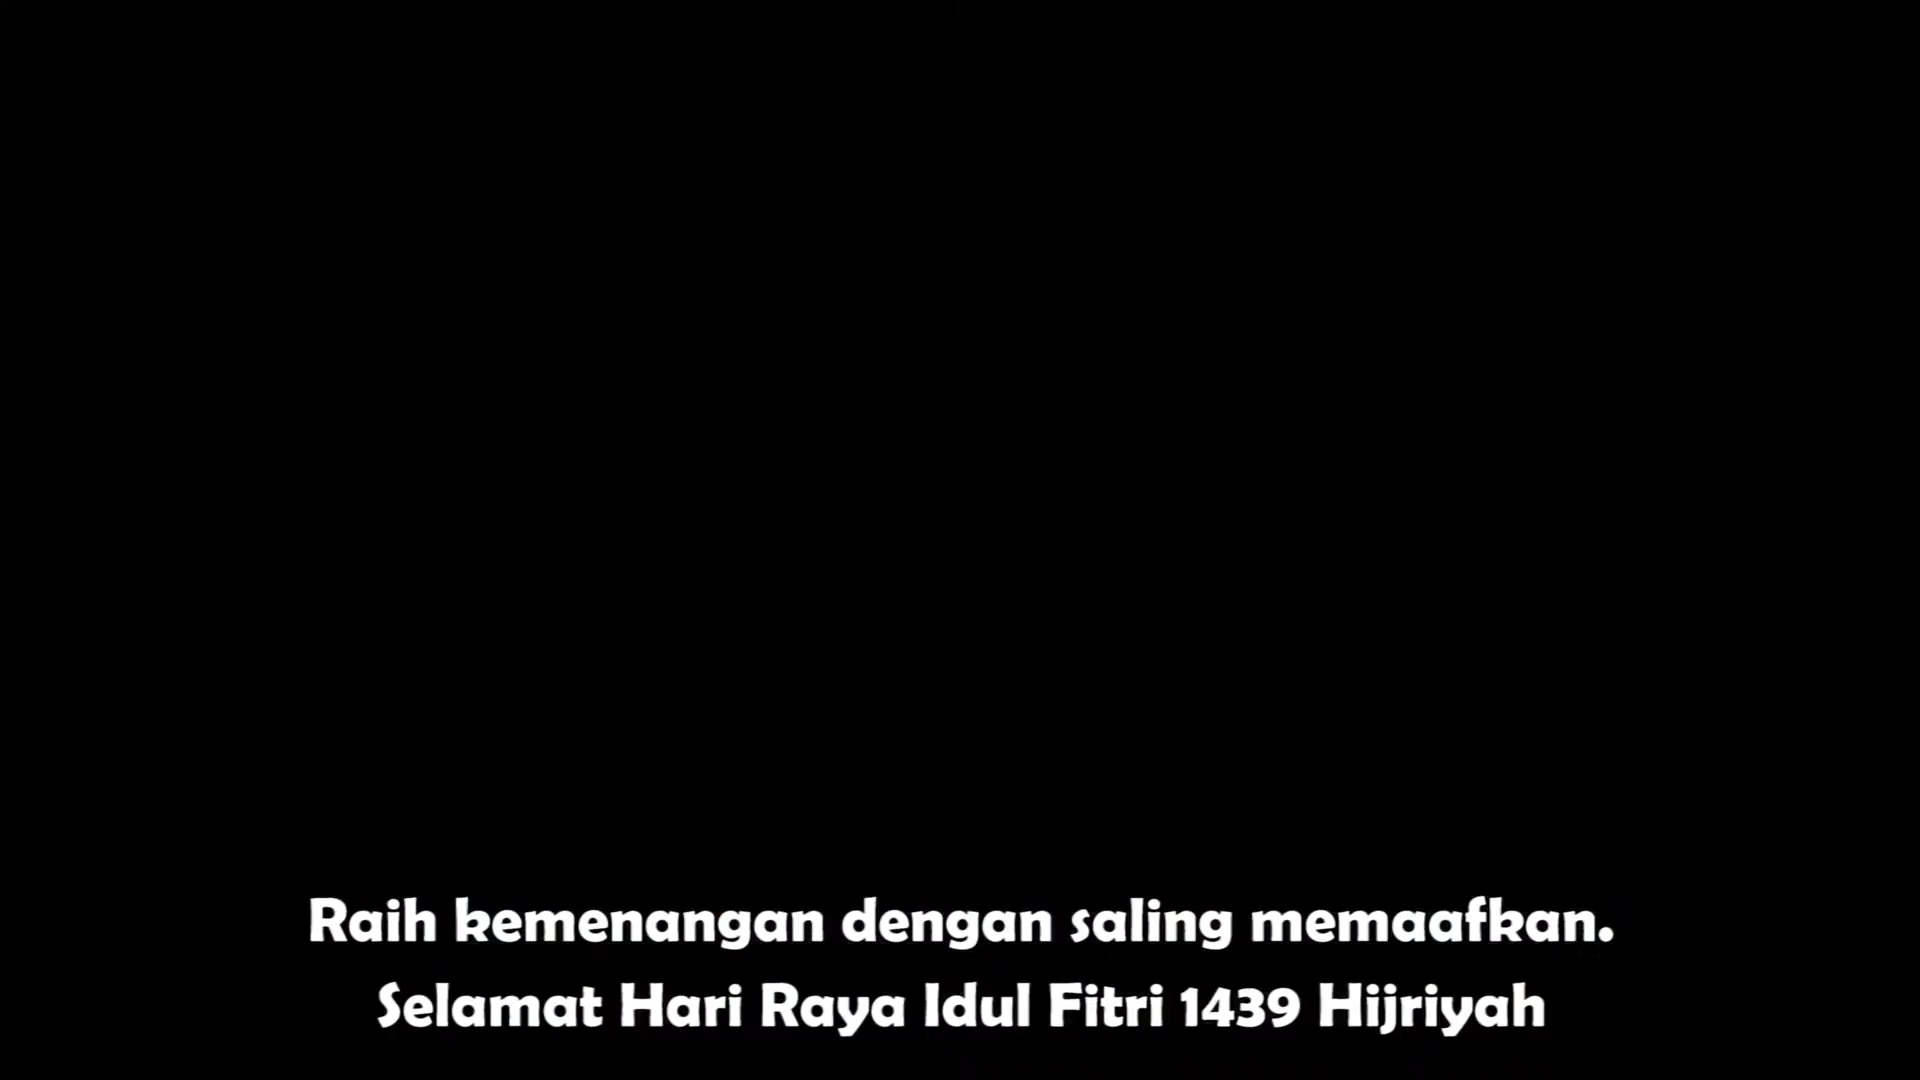 Raih kemenangan dengan saling memaafkan.
Selamat Hari Raya Idul Fitri 1439 Hijriyah